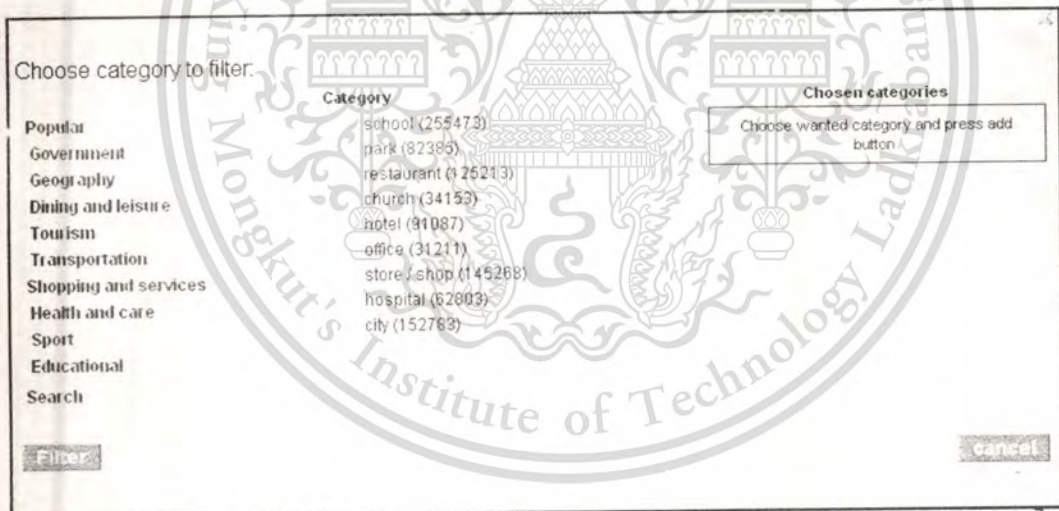 Choose category to filter:
Popular
Government
Geography
Dining and leisure
Tourism
Transportation
Shopping and services
Health and care
Sport
Educational
Search
Filter
Category
school (255473)
park (82385)
restaurant (125213)
church (34153)
hotel (91087)
office (31211)
store / shop (145268)
hospital (62803)
city (152783)
Chosen categories
Choose wanted category and press add
button
cancel
King Mongkut's Institute of Technology Ladkrabang